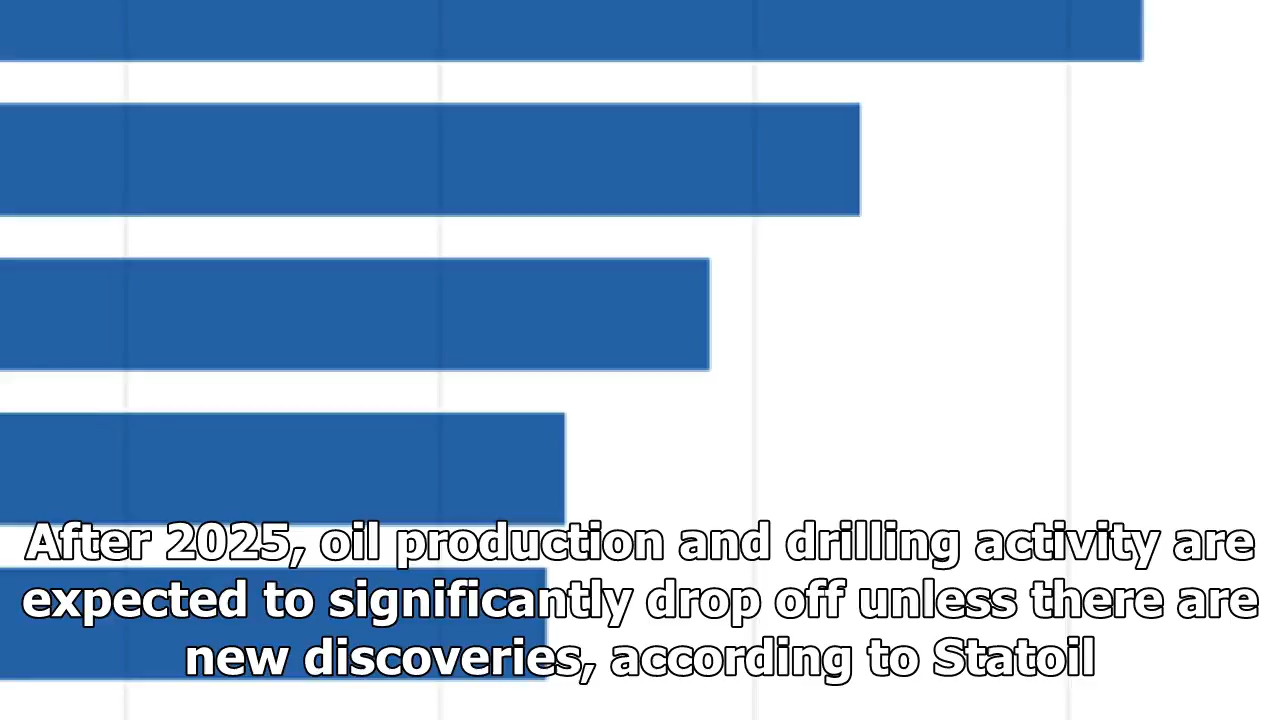 After 2025, oil production and drilling activity are
expected to significantly drop off unless there are
new discoveries, according to Statoil